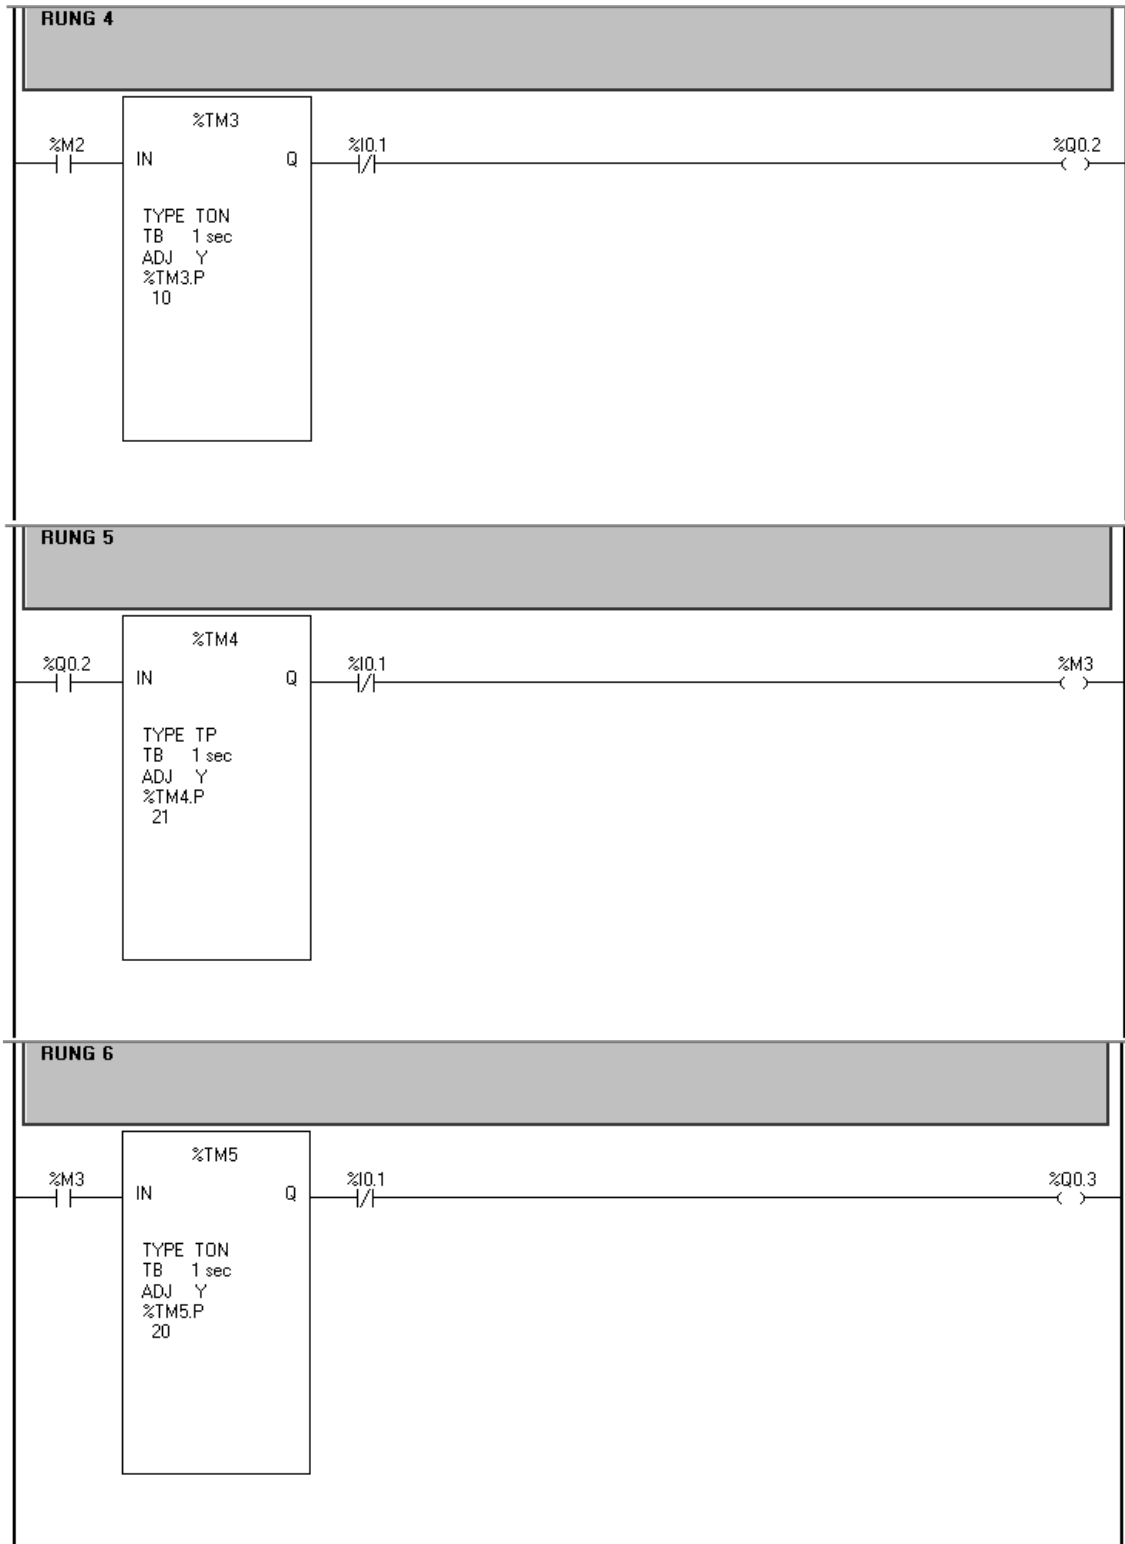 RUNG 4
%TM3
%M2 %I0.1 %Q0.2
IN Q
TYPE TON
TB 1 sec
ADJ Y
%TM3.P
10
RUNG 5
%TM4
%Q0.2 %I0.1 %M3
IN Q
TYPE TP
TB 1 sec
ADJ Y
%TM4.P
21
RUNG 6
%TM5
%M3 %I0.1 %Q0.3
IN Q
TYPE TON
TB 1 sec
ADJ Y
%TM5.P
20